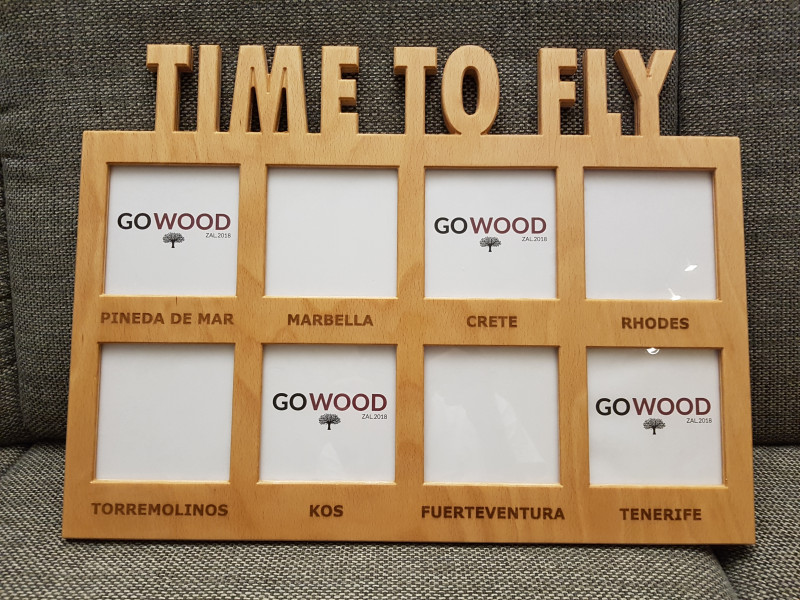 TIME TO FLY
GOWOOD
ZAL.2018
GOWOOD
ZAL.2018
PINEDA DE MAR
MARBELLA
CRETE
RHODES
GOWOOD
ZAL.2018
GOWOOD
ZAL.2018
TORREMOLINOS
KOS
FUERTEVENTURA
TENERIFE